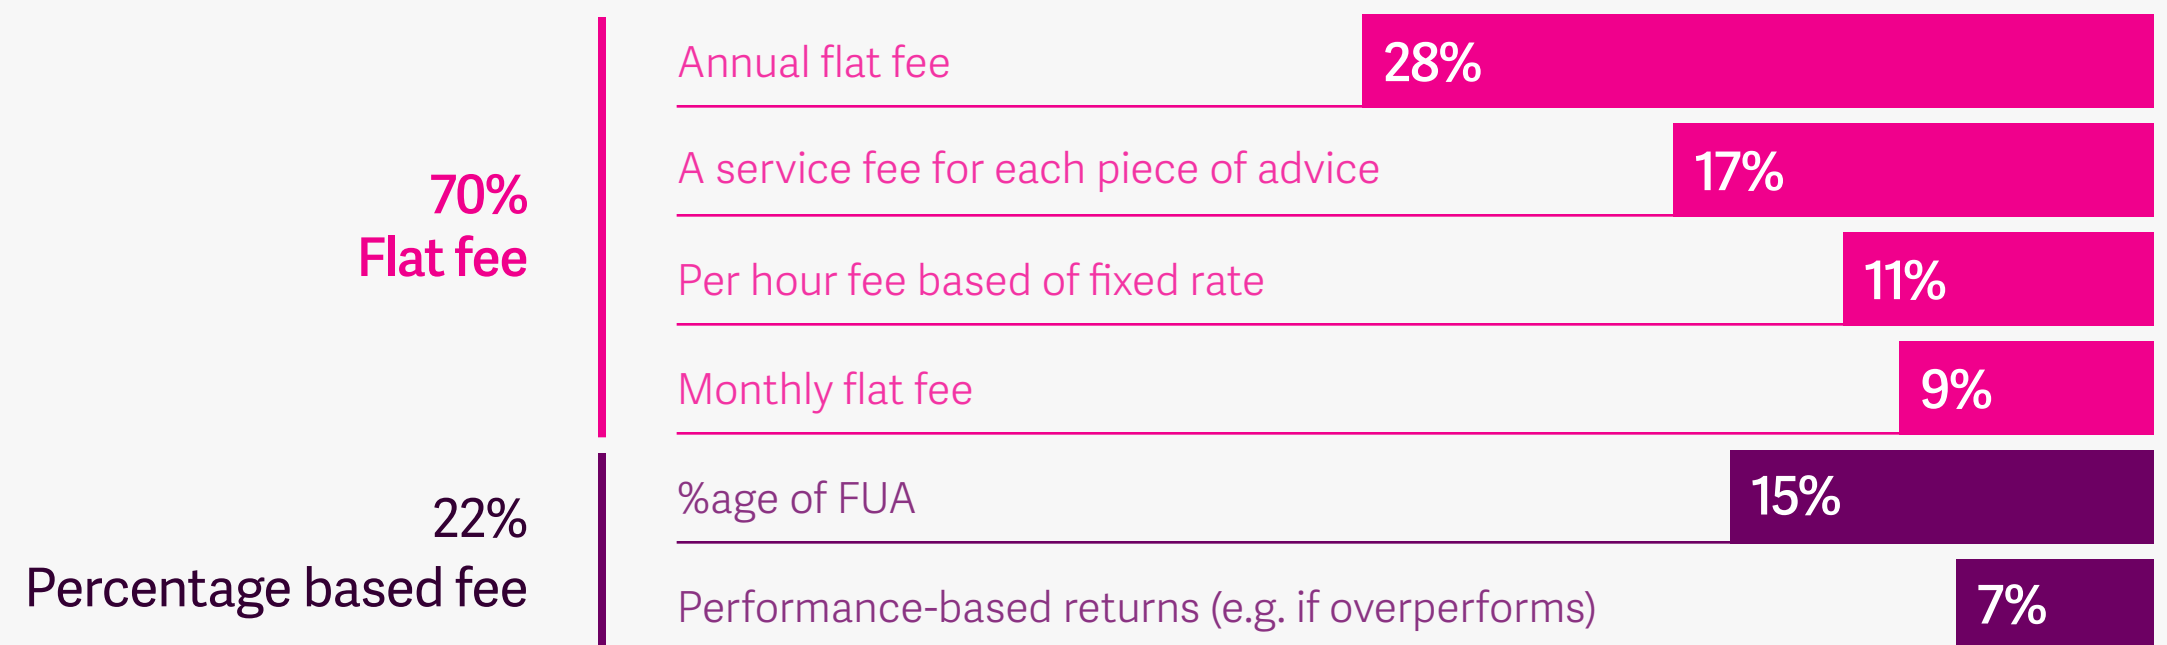 70%
Flat fee
Annual flat fee 28%
A service fee for each piece of advice 17%
Per hour fee based of fixed rate 11%
Monthly flat fee 9%
22%
Percentage based fee
%age of FUA 15%
Performance-based returns (e.g. if overperforms) 7%